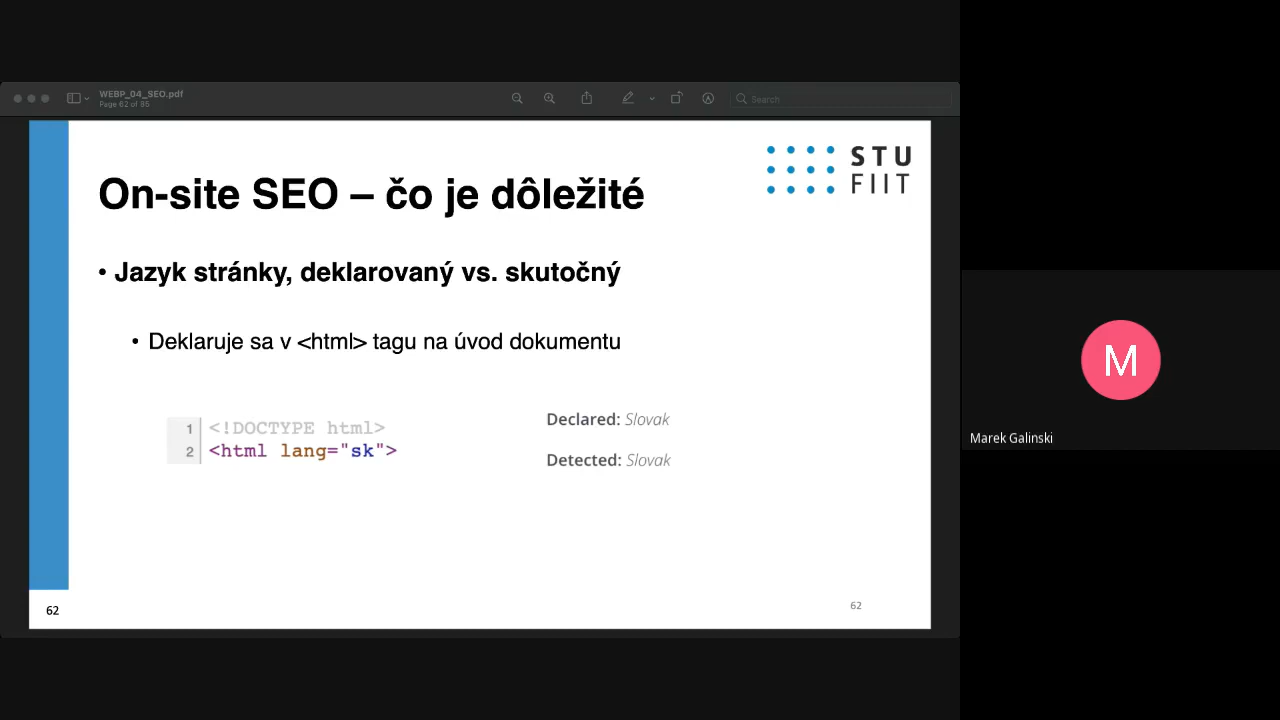 WEBP_04_SEO.pdf
Page 62 of 86
Search
STU
FIIT
On-site SEO – čo je dôležité
• Jazyk stránky, deklarovaný vs. skutočný
• Deklaruje sa v <html> tagu na úvod dokumentu
1 <!DOCTYPE html>
2 <html lang="sk">
Declared: Slovak
Detected: Slovak
62
62
M
Marek Galinski